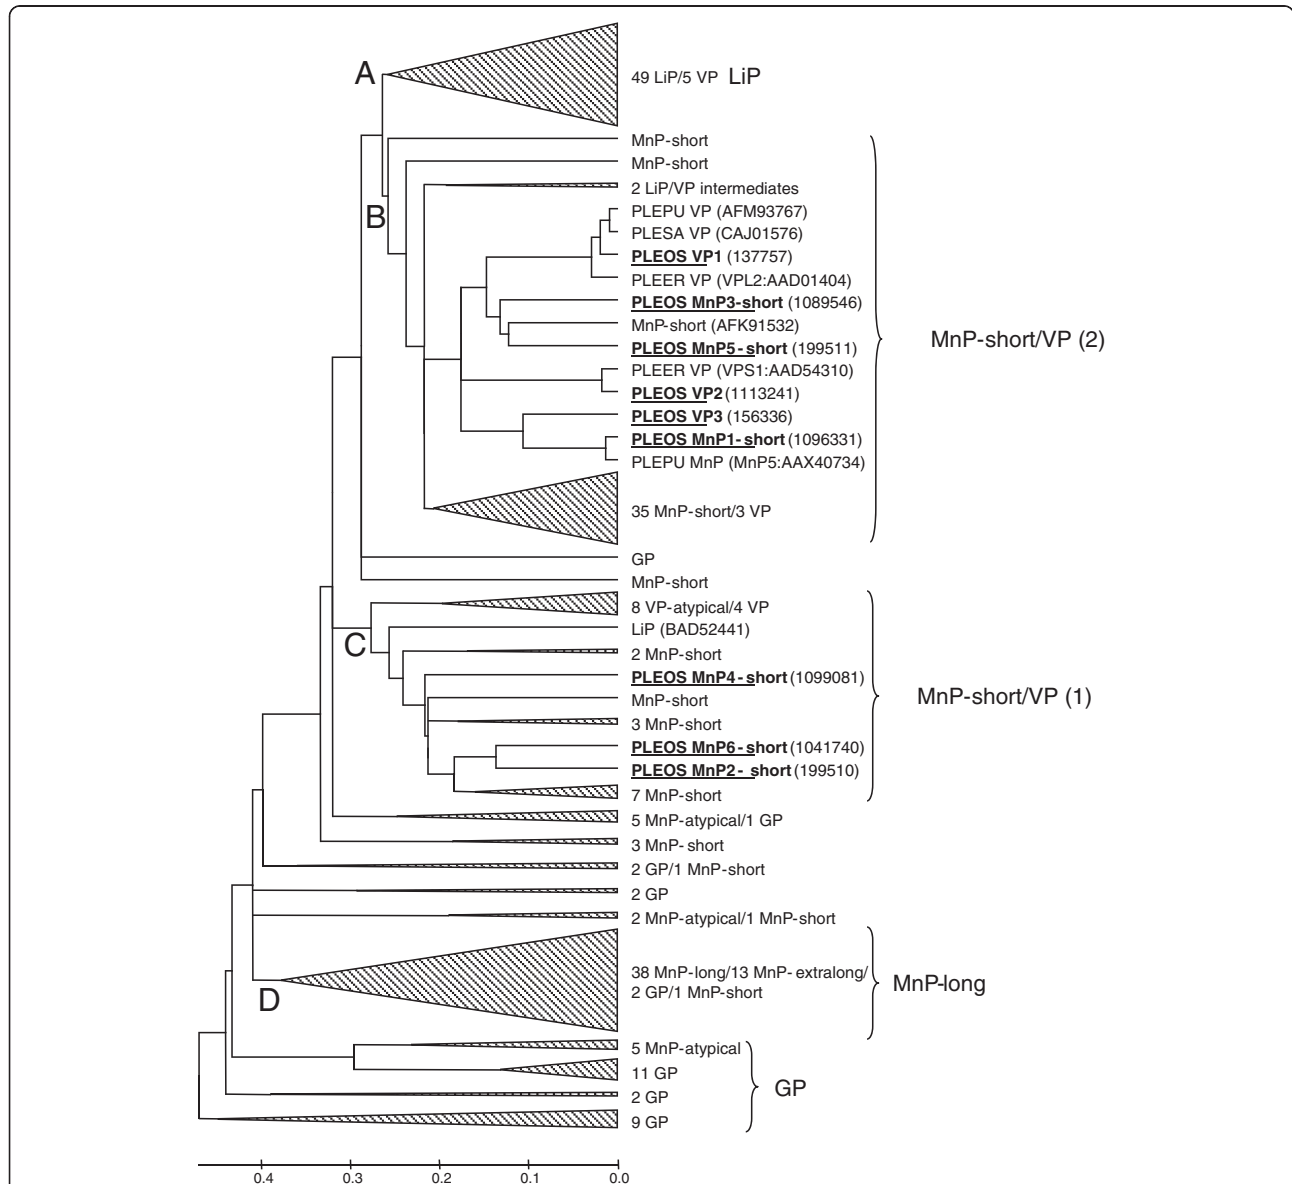 A
49 LiP/5 VP LiP
MnP-short
MnP-short
2 LiP/VP intermediates
B
PLEPU VP (AFM93767)
PLESA VP (CAJ01576)
PLEOS VP1 (137757)
PLEER VP (VPL2:AAD01404)
PLEOS MnP3-short (1089546)
MnP-short (AFK91532)
MnP-short/VP (2)
PLEOS MnP5-short (199511)
PLEER VP (VPS1:AAD54310)
PLEOS VP2 (1113241)
PLEOS VP3 (156336)
PLEOS MnP1-short (1096331)
PLEPU MnP (MnP5:AAX40734)
35 MnP-short/3 VP
GP
MnP-short
8 VP-atypical/4 VP
LiP (BAD52441)
C
2 MnP-short
PLEOS MnP4-short (1099081)
MnP-short/VP (1)
MnP-short
3 MnP-short
PLEOS MnP6-short (1041740)
PLEOS MnP2- short (199510)
7 MnP-short
5 MnP-atypical/1 GP
3 MnP-short
2 GP/1 MnP-short
2 GP
2 MnP-atypical/1 MnP-short
38 MnP-long/13 MnP-extralong/
2 GP/1 MnP-short
MnP-long
D
5 MnP-atypical
11 GP
GP
2 GP
9 GP
0.4 0.3 0.2 0.1 0.0